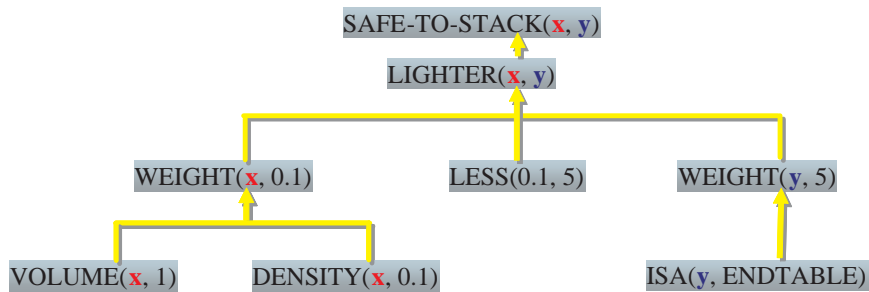 SAFE-TO-STACK(x, y)
LIGHTER(x, y)
WEIGHT(x, 0.1) LESS(0.1, 5) WEIGHT(y, 5)
VOLUME(x, 1) DENSITY(x, 0.1) ISA(y, ENDTABLE)